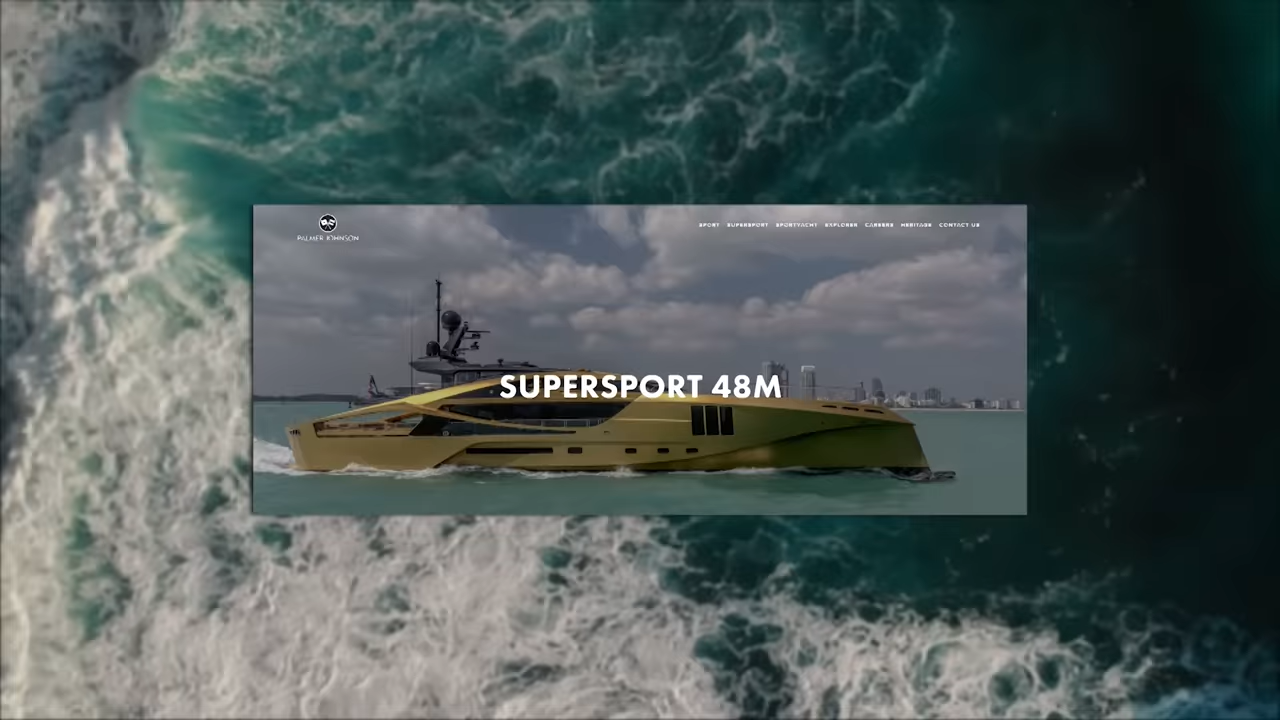 PALMER JOHNSON
SPORT SUPERSPORT SPORTYACHT EXPLORER CAREERS HERITAGE CONTACT US
SUPERSPORT 48M